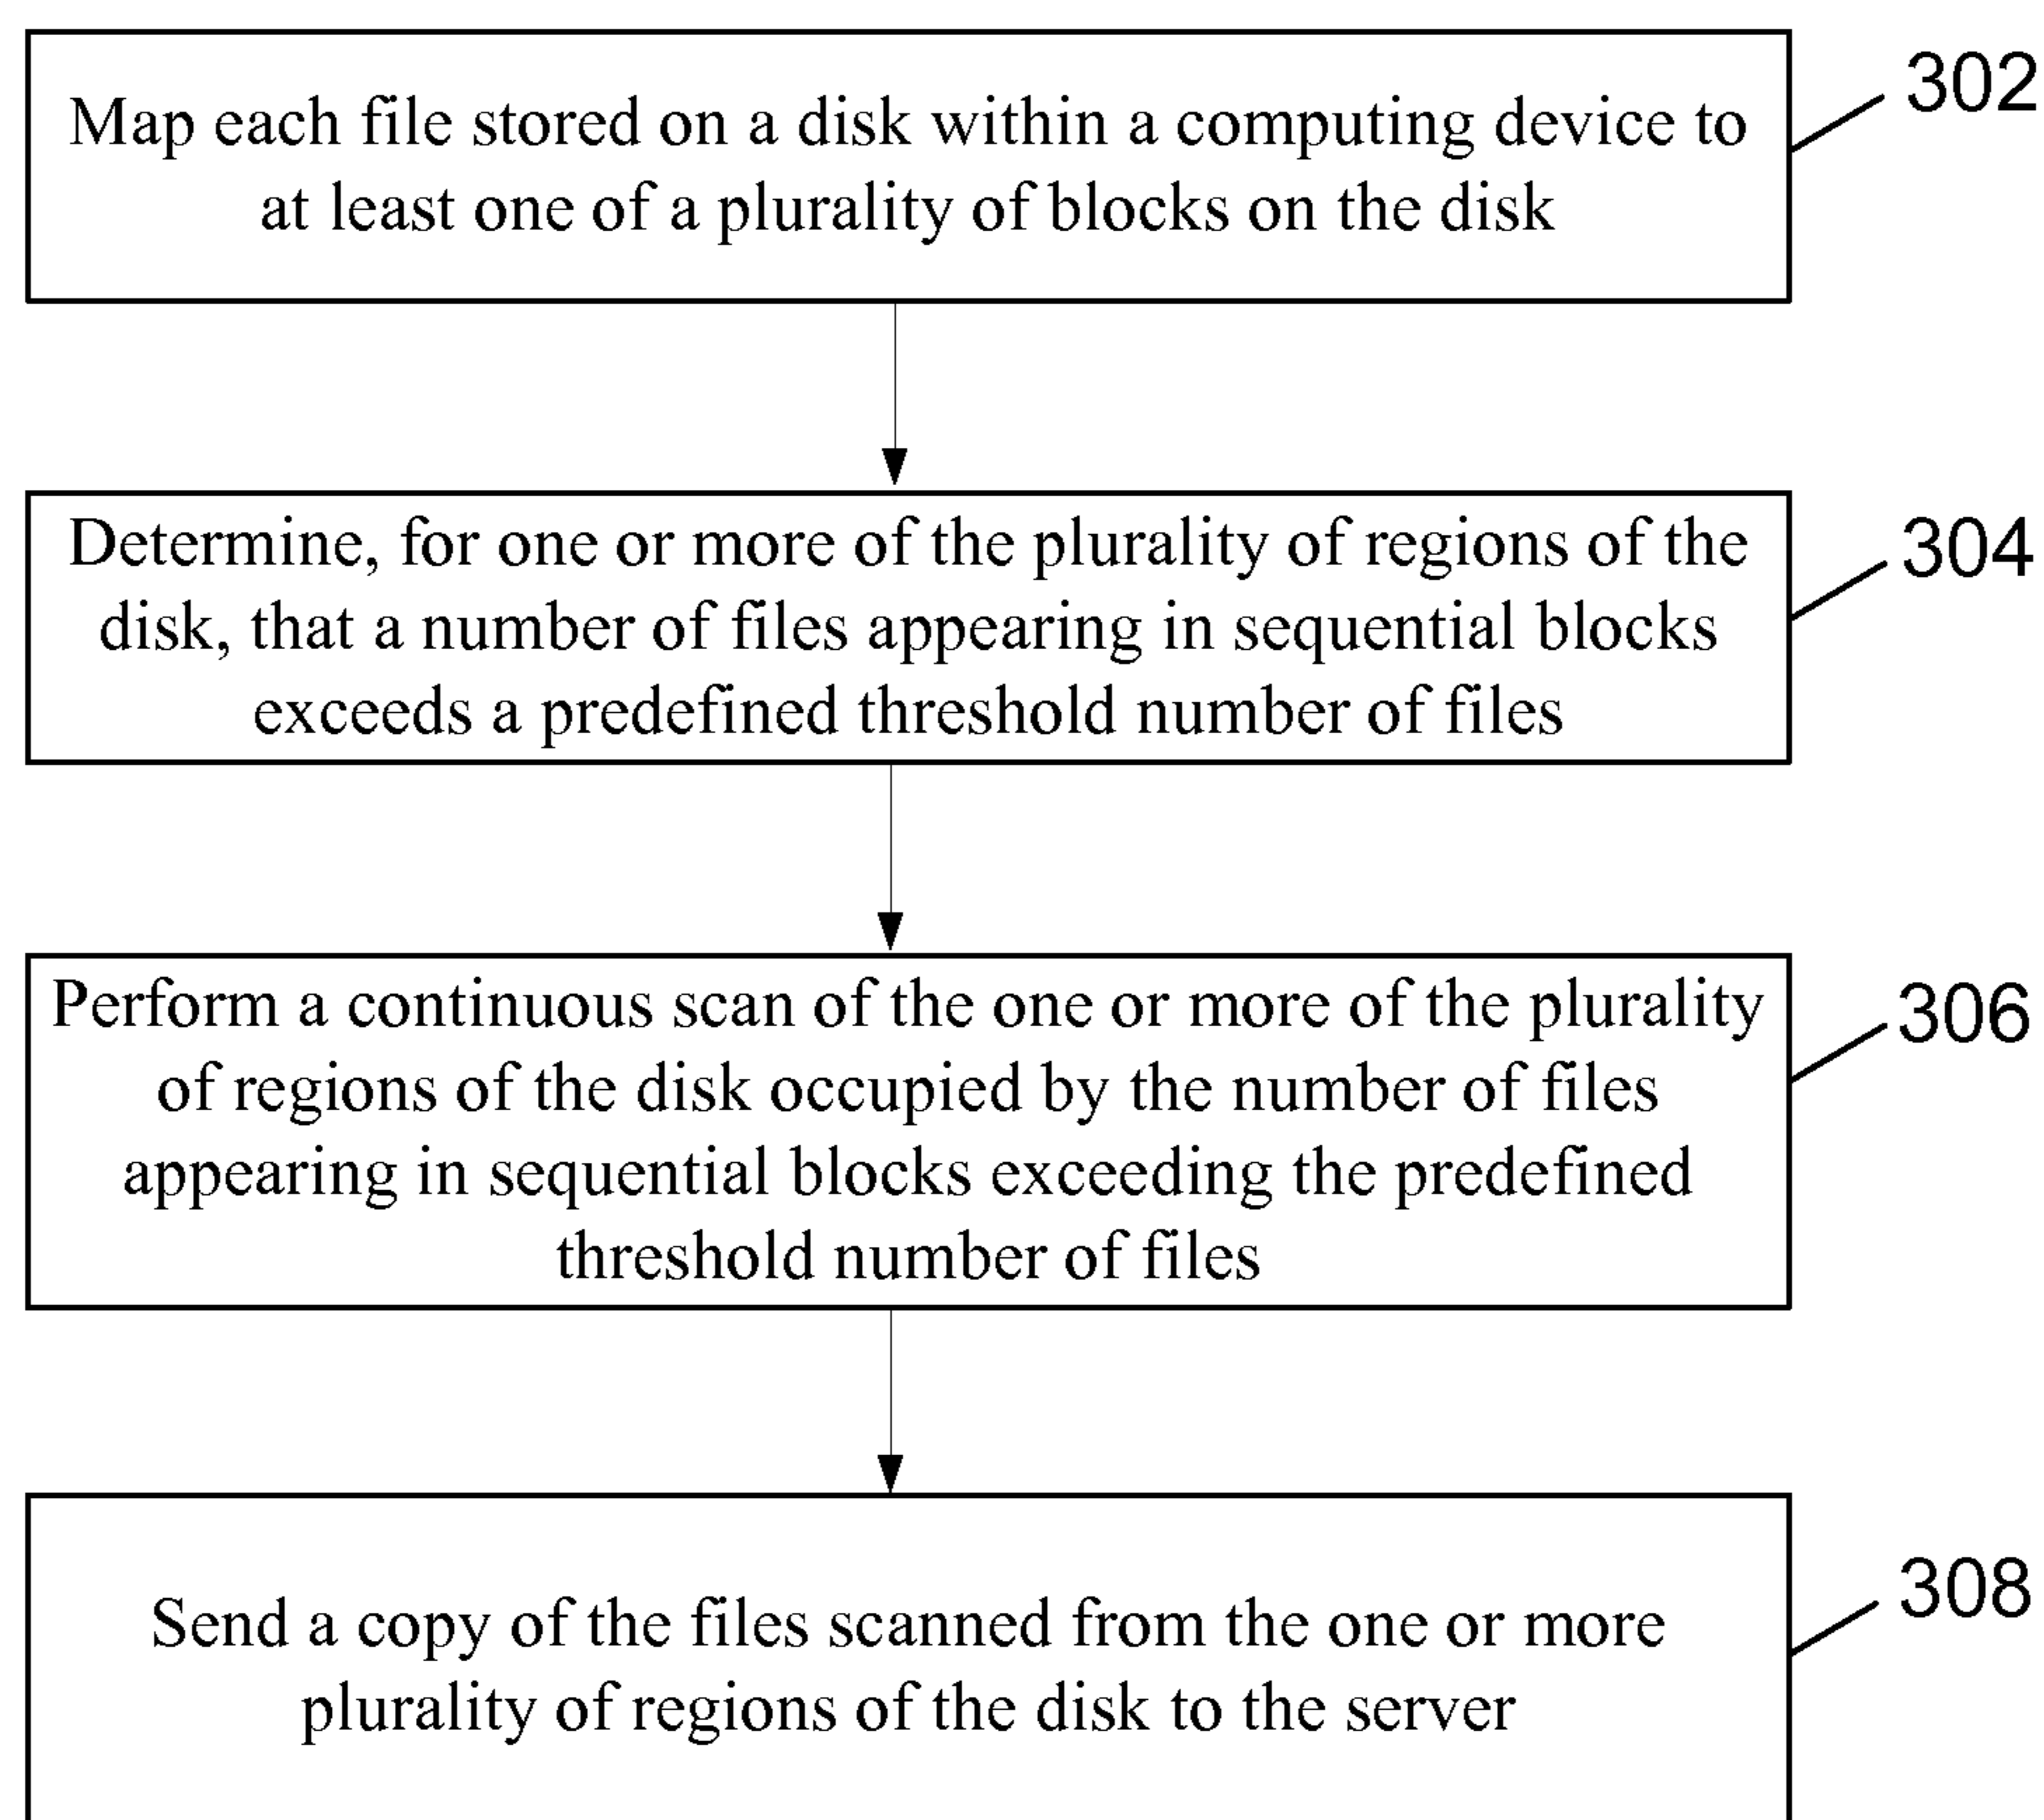 Map each file stored on a disk within a computing device to
at least one of a plurality of blocks on the disk
302
Determine, for one or more of the plurality of regions of the
disk, that a number of files appearing in sequential blocks
exceeds a predefined threshold number of files
304
Perform a continuous scan of the one or more of the plurality
of regions of the disk occupied by the number of files
appearing in sequential blocks exceeding the predefined
threshold number of files
306
Send a copy of the files scanned from the one or more
plurality of regions of the disk to the server
308